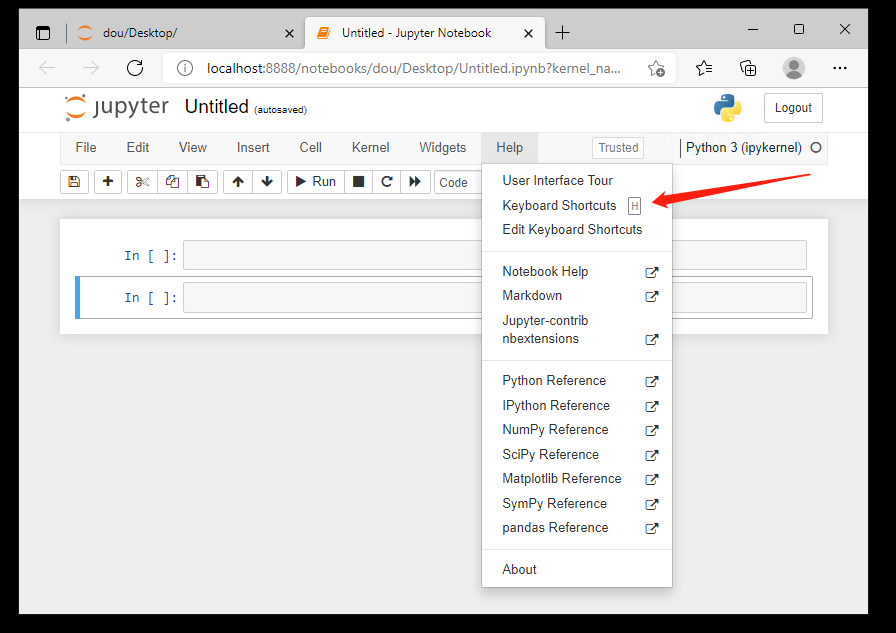 dou/Desktop/
Untitled - Jupyter Notebook
localhost:8888/notebooks/dou/Desktop/Untitled.ipynb?kernel_na...
jupyter Untitled (autosaved)
Logout
File Edit View Insert Cell Kernel Widgets Help
Trusted
Python 3 (ipykernel)
Run
Code
User Interface Tour
Keyboard Shortcuts H
Edit Keyboard Shortcuts
Notebook Help
Markdown
Jupyter-contrib
nbextensions
Python Reference
IPython Reference
NumPy Reference
SciPy Reference
Matplotlib Reference
SymPy Reference
pandas Reference
About
In [ ]:
In [ ]: